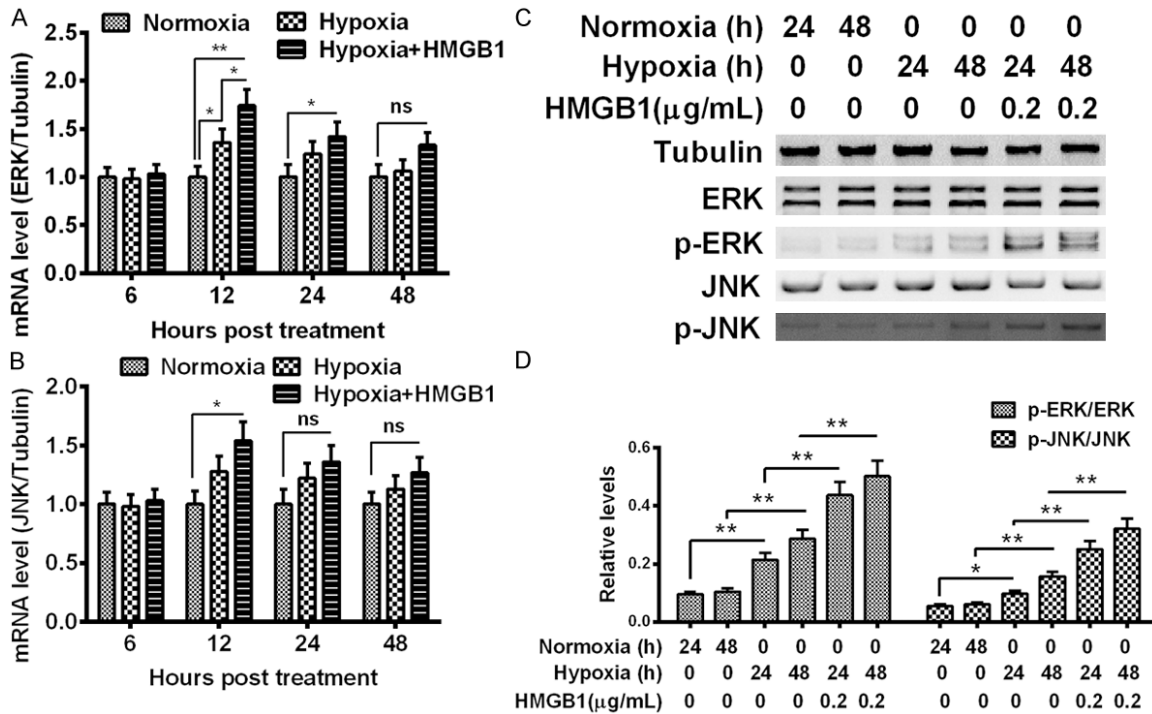 A
Normoxia
Hypoxia
Hypoxia+HMGB1
mRNA level (ERK/Tubulin)
2.5
2.0
1.5
1.0
0.5
0.0
** * *
*
ns
6 12 24 48
Hours post treatment
B
Normoxia
Hypoxia
Hypoxia+HMGB1
mRNA level (JNK/Tubulin)
2.0
1.5
1.0
0.5
0.0
*
ns
ns
6 12 24 48
Hours post treatment
C
Normoxia (h) 24 48 0 0 0 0
Hypoxia (h) 0 0 24 48 24 48
HMGB1(μg/mL) 0 0 0 0 0.2 0.2
Tubulin
ERK
p-ERK
JNK
p-JNK
D
p-ERK/ERK
p-JNK/JNK
Relative levels
0.6
0.4
0.2
0.0
** ** ** **
* ** ** **
Normoxia (h) 24 48 0 0 0 0 24 48 0 0 0 0
Hypoxia (h) 0 0 24 48 24 48 0 0 24 48 24 48
HMGB1(μg/mL) 0 0 0 0 0.2 0.2 0 0 0 0 0.2 0.2